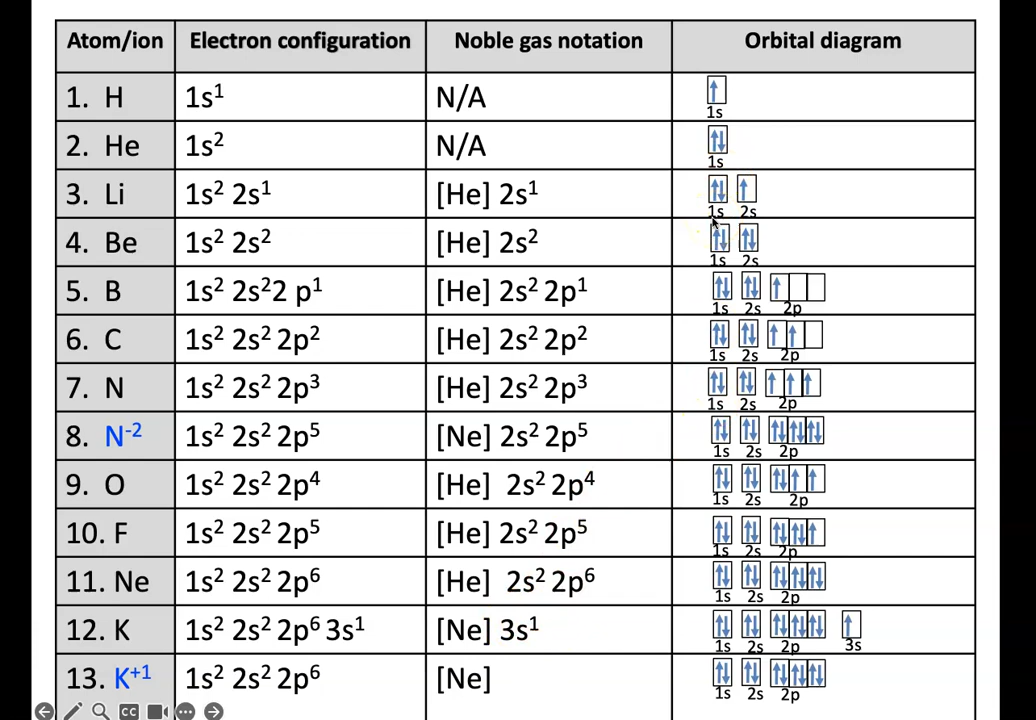 Atom/ion Electron configuration Noble gas notation Orbital diagram
1. H 1s¹ N/A 1s
2. He 1s² N/A 1s
3. Li 1s² 2s¹ [He] 2s¹ 1s 2s
4. Be 1s² 2s² [He] 2s² 1s 2s
5. B 1s² 2s²2 p¹ [He] 2s² 2p¹ 1s 2s 2p
6. C 1s² 2s² 2p² [He] 2s² 2p² 1s 2s 2p
7. N 1s² 2s² 2p³ [He] 2s² 2p³ 1s 2s 2p
8. N⁻² 1s² 2s² 2p⁵ [Ne] 2s² 2p⁵ 1s 2s 2p
9. O 1s² 2s² 2p⁴ [He] 2s² 2p⁴ 1s 2s 2p
10. F 1s² 2s² 2p⁵ [He] 2s² 2p⁵ 1s 2s 2p
11. Ne 1s² 2s² 2p⁶ [He] 2s² 2p⁶ 1s 2s 2p
12. K 1s² 2s² 2p⁶ 3s¹ [Ne] 3s¹ 1s 2s 2p 3s
13. K⁺¹ 1s² 2s² 2p⁶ [Ne] 1s 2s 2p
CC